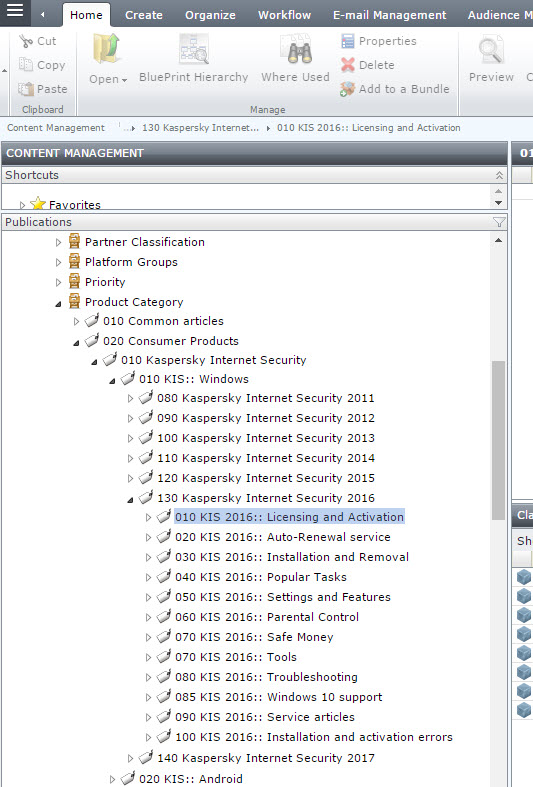 Home Create Organize Workflow E-mail Management Audience M
Cut
Copy
Paste
Clipboard
Open
BluePrint Hierarchy
Where Used
Properties
Delete
Add to a Bundle
Manage
Preview
Content Management ... 130 Kaspersky Internet... 010 KIS 2016:: Licensing and Activation
CONTENT MANAGEMENT
Shortcuts
Favorites
Publications
Partner Classification
Platform Groups
Priority
Product Category
010 Common articles
020 Consumer Products
010 Kaspersky Internet Security
010 KIS:: Windows
080 Kaspersky Internet Security 2011
090 Kaspersky Internet Security 2012
100 Kaspersky Internet Security 2013
110 Kaspersky Internet Security 2014
120 Kaspersky Internet Security 2015
130 Kaspersky Internet Security 2016
010 KIS 2016:: Licensing and Activation
020 KIS 2016:: Auto-Renewal service
030 KIS 2016:: Installation and Removal
040 KIS 2016:: Popular Tasks
050 KIS 2016:: Settings and Features
060 KIS 2016:: Parental Control
070 KIS 2016:: Safe Money
070 KIS 2016:: Tools
080 KIS 2016:: Troubleshooting
085 KIS 2016:: Windows 10 support
090 KIS 2016:: Service articles
100 KIS 2016:: Installation and activation errors
140 Kaspersky Internet Security 2017
020 KIS:: Android
01
Cla
Sh